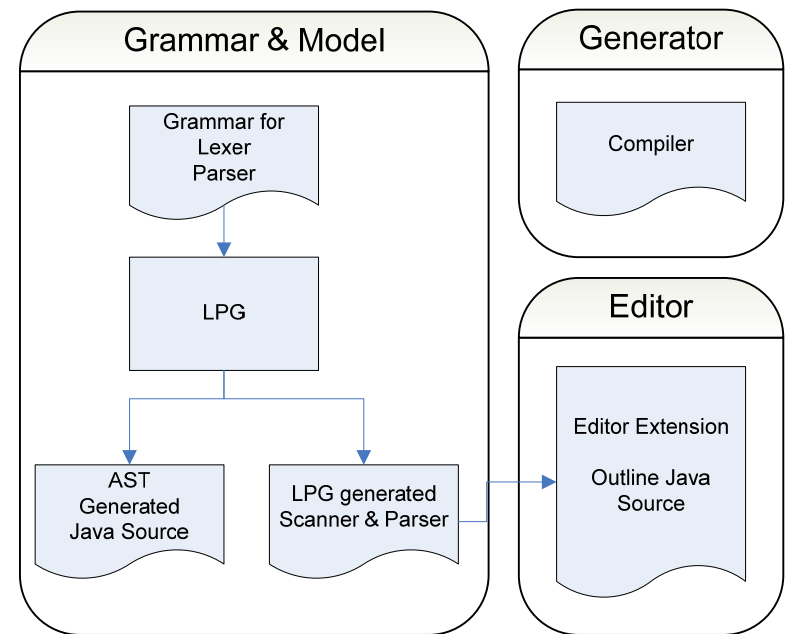 Grammar & Model
Grammar for
Lexer
Parser
LPG
AST
Generated
Java Source
LPG generated
Scanner & Parser
Generator
Compiler
Editor
Editor Extension
Outline Java
Source